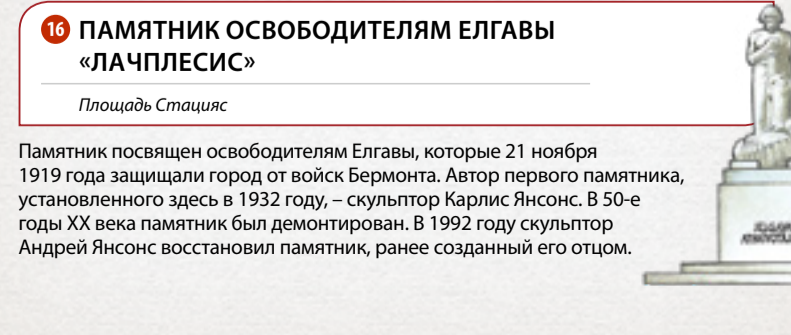 16 ПАМЯТНИК ОСВОБОДИТЕЛЯМ ЕЛГАВЫ
«ЛАЧПЛЕСИС»
Площадь Стацияс
Памятник посвящен освободителям Елгавы, которые 21 ноября
1919 года защищали город от войск Бермонта. Автор первого памятника,
установленного здесь в 1932 году, – скульптор Карлис Янсонс. В 50-е
годы XX века памятник был демонтирован. В 1992 году скульптор
Андрей Янсонс восстановил памятник, ранее созданный его отцом.